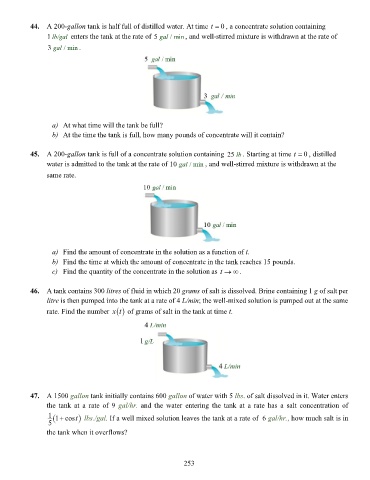 44. A 200-gallon tank is half full of distilled water. At time t = 0, a concentrate solution containing
1 lb/gal enters the tank at the rate of 5 gal / min, and well-stirred mixture is withdrawn at the rate of
3 gal / min.
5 gal / min
3 gal / min
a) At what time will the tank be full?
b) At the time the tank is full, how many pounds of concentrate will it contain?
45. A 200-gallon tank is full of a concentrate solution containing 25 lb. Starting at time t = 0, distilled
water is admitted to the tank at the rate of 10 gal / min, and well-stirred mixture is withdrawn at the
same rate.
10 gal / min
10 gal / min
a) Find the amount of concentrate in the solution as a function of t.
b) Find the time at which the amount of concentrate in the tank reaches 15 pounds.
c) Find the quantity of the concentrate in the solution as t → ∞.
46. A tank contains 300 litres of fluid in which 20 grams of salt is dissolved. Brine containing 1 g of salt per
litre is then pumped into the tank at a rate of 4 L/min; the well-mixed solution is pumped out at the same
rate. Find the number x(t) of grams of salt in the tank at time t.
4 L/min
1 g/L
4 L/min
47. A 1500 gallon tank initially contains 600 gallon of water with 5 lbs. of salt dissolved in it. Water enters
the tank at a rate of 9 gal/hr. and the water entering the tank at a rate has a salt concentration of
1/5 (1 + cos t) lbs./gal. If a well mixed solution leaves the tank at a rate of 6 gal/hr., how much salt is in
the tank when it overflows?
253